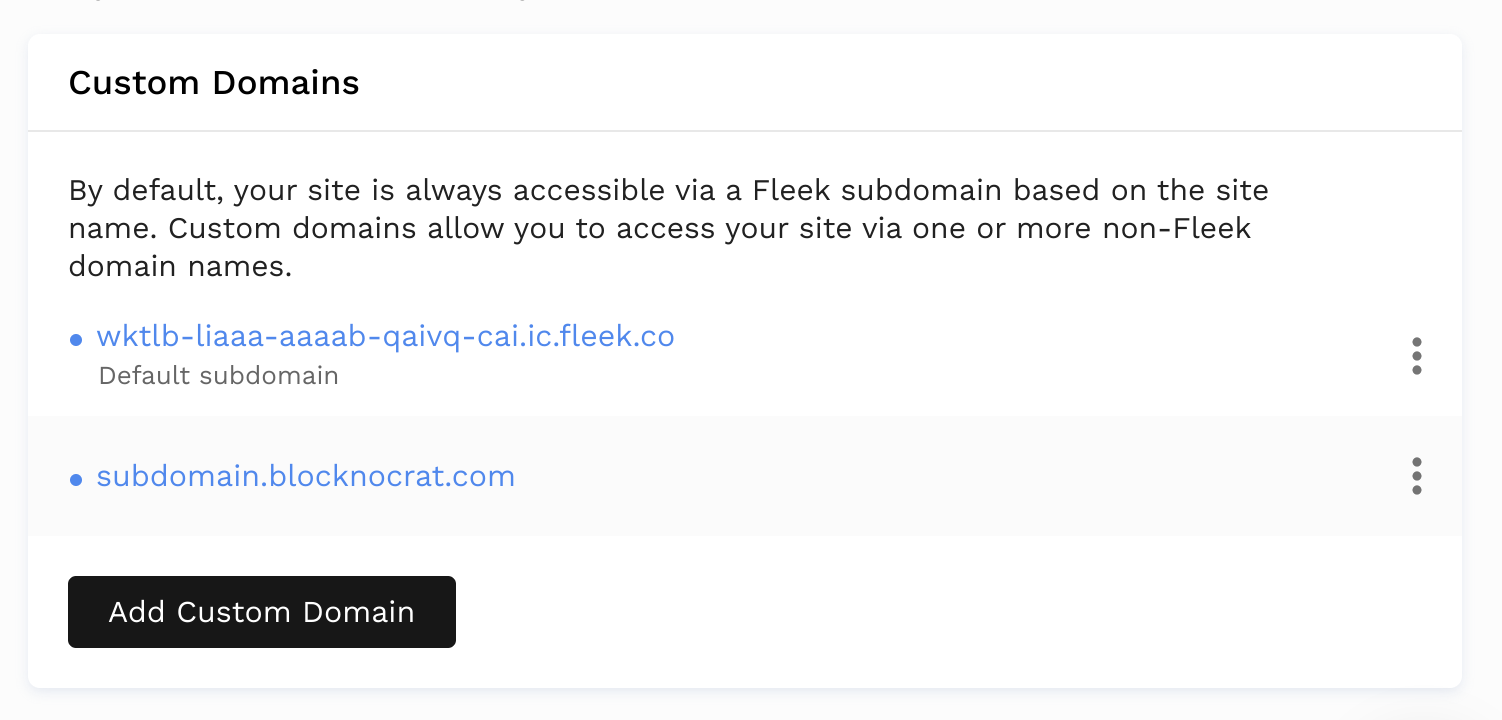 Custom Domains
By default, your site is always accessible via a Fleek subdomain based on the site
name. Custom domains allow you to access your site via one or more non-Fleek
domain names.
wktlb-liaaa-aaaab-qaivq-cai.ic.fleek.co
Default subdomain
subdomain.blocknocrat.com
Add Custom Domain